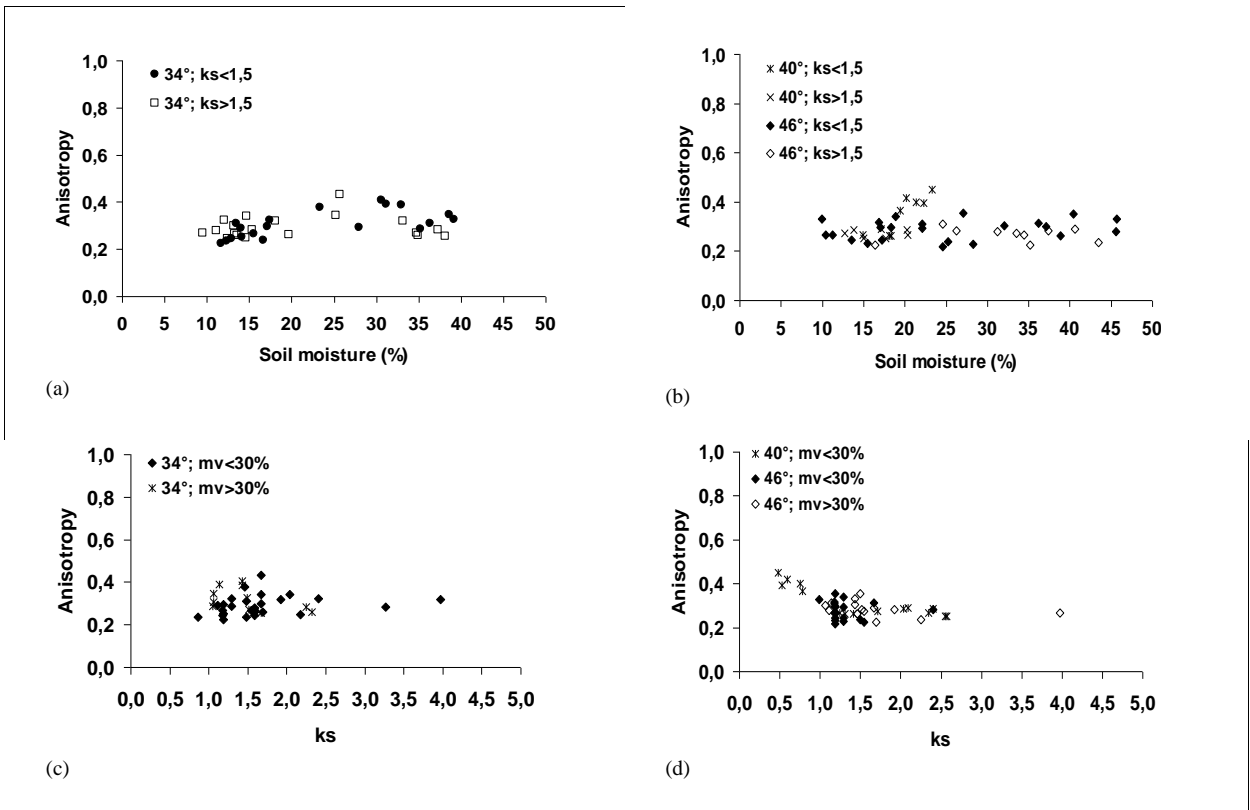 1,0
0,8
0,6
0,4
0,2
0,0
Anisotropy
34°; ks<1,5
34°; ks>1,5
0 5 10 15 20 25 30 35 40 45 50
Soil moisture (%)
(a)
1,0
0,8
0,6
0,4
0,2
0,0
Anisotropy
40°; ks<1,5
40°; ks>1,5
46°; ks<1,5
46°; ks>1,5
0 5 10 15 20 25 30 35 40 45 50
Soil moisture (%)
(b)
1,0
0,8
0,6
0,4
0,2
0,0
Anisotropy
34°; mv<30%
34°; mv>30%
0,0 0,5 1,0 1,5 2,0 2,5 3,0 3,5 4,0 4,5 5,0
ks
(c)
1,0
0,8
0,6
0,4
0,2
0,0
Anisotropy
40°; mv<30%
46°; mv<30%
46°; mv>30%
0,0 0,5 1,0 1,5 2,0 2,5 3,0 3,5 4,0 4,5 5,0
ks
(d)